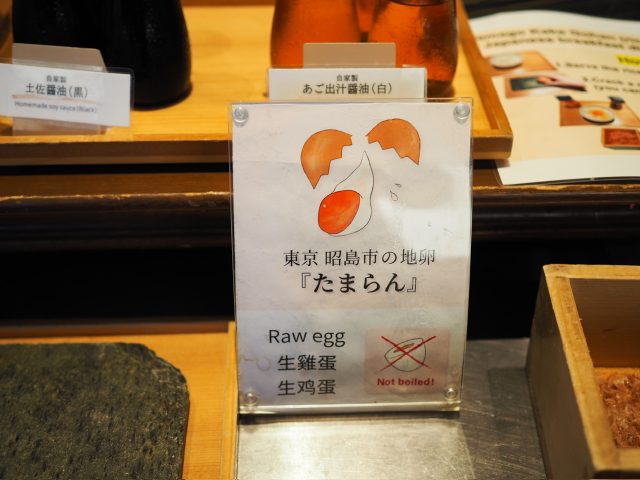 自家製
土佐醤油（黒）
Homemade soy sauce (Black)
自家製
あご出汁醤油（白）
東京 昭島市の地卵
『たまらん』
Raw egg
生雞蛋
生鸡蛋
Not boiled!